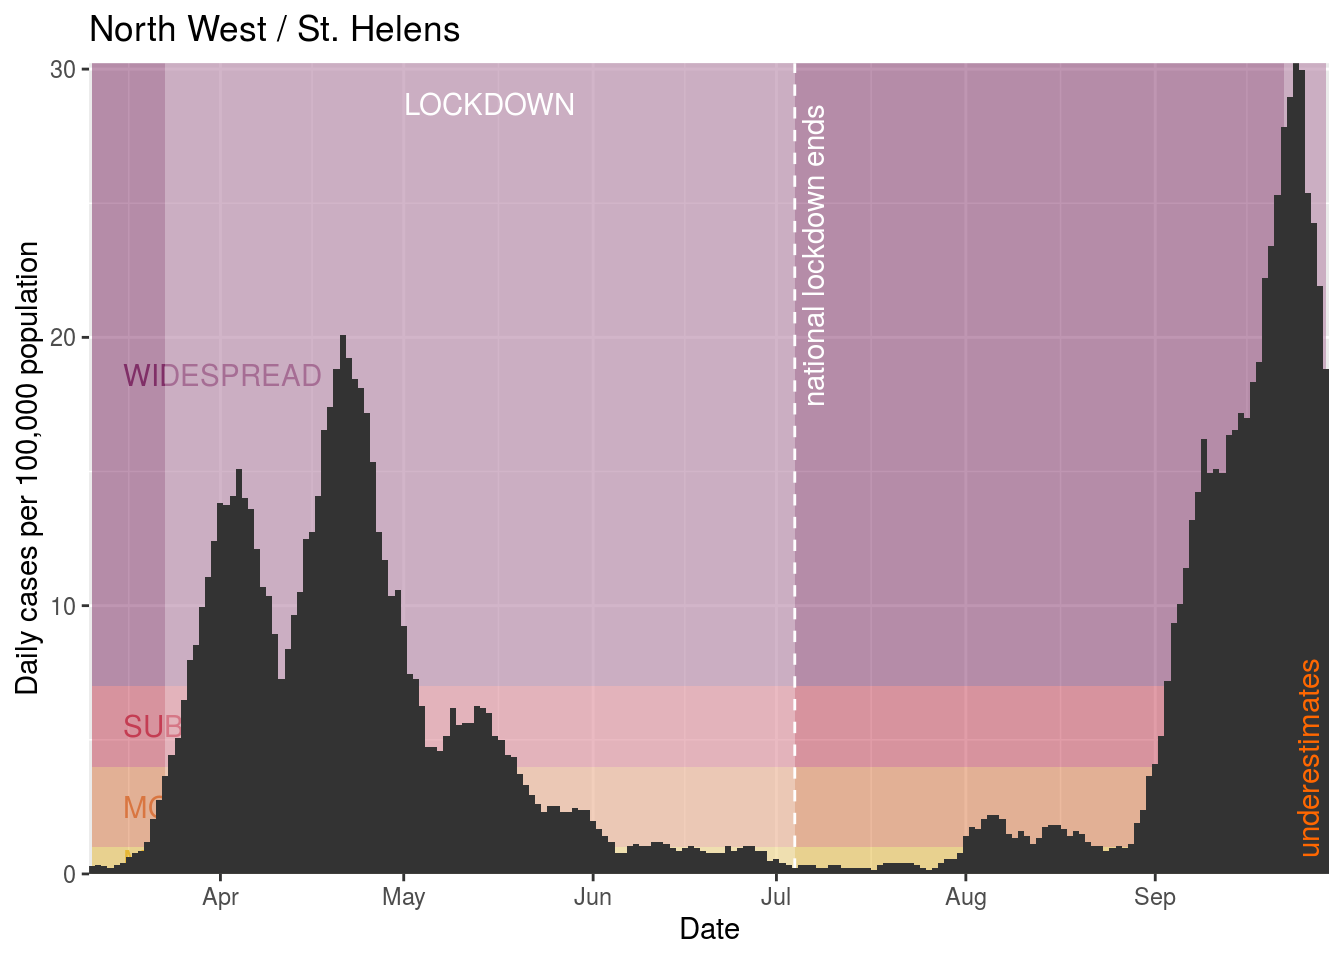 North West / St. Helens
30
20
10
0
Daily cases per 100,000 population
LOCKDOWN
national lockdown ends
WIDESPREAD
SUB
MO
underestimates
Apr May Jun Jul Aug Sep
Date